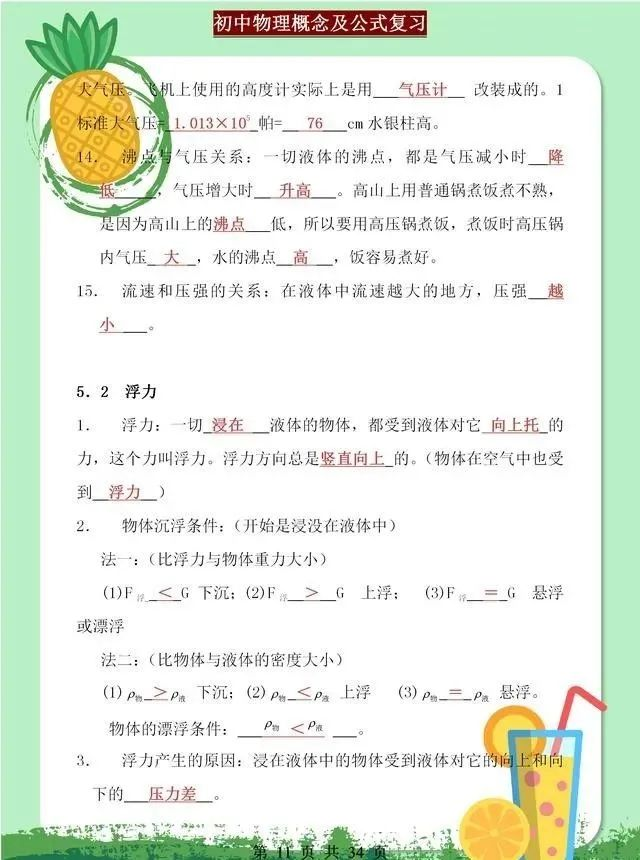 初中物理概念及公式复习
大气压。飞机上使用的高度计实际上是用 气压计 改装成的。1
标准大气压= 1.013×10⁵ 帕= 76 cm 水银柱高。
14. 沸点与气压关系：一切液体的沸点，都是气压减小时 降
低 ，气压增大时 升高 。高山上用普通锅煮饭煮不熟，
是因为高山上的沸点 低，所以要用高压锅煮饭，煮饭时高压锅
内气压 大 ，水的沸点 高 ，饭容易煮好。
15. 流速和压强的关系：在液体中流速越大的地方，压强 越
小 。
5．2 浮力
1. 浮力：一切 浸在 液体的物体，都受到液体对它 向上托 的
力，这个力叫浮力。浮力方向总是竖直向上 的。（物体在空气中也受
到 浮力 ）
2. 物体沉浮条件：（开始是浸没在液体中）
法一：（比浮力与物体重力大小）
(1)F浮 < G 下沉；(2)F浮 > G 上浮； (3)F浮 = G 悬浮
或漂浮
法二：（比物体与液体的密度大小）
(1) ρ物 > ρ液 下沉；(2) ρ物 < ρ液 上浮 (3) ρ物 = ρ液 悬浮。
物体的漂浮条件： ρ物 < ρ液 。
3. 浮力产生的原因：浸在液体中的物体受到液体对它的向上和向
下的 压力差 。
第 11 页 共 34 页